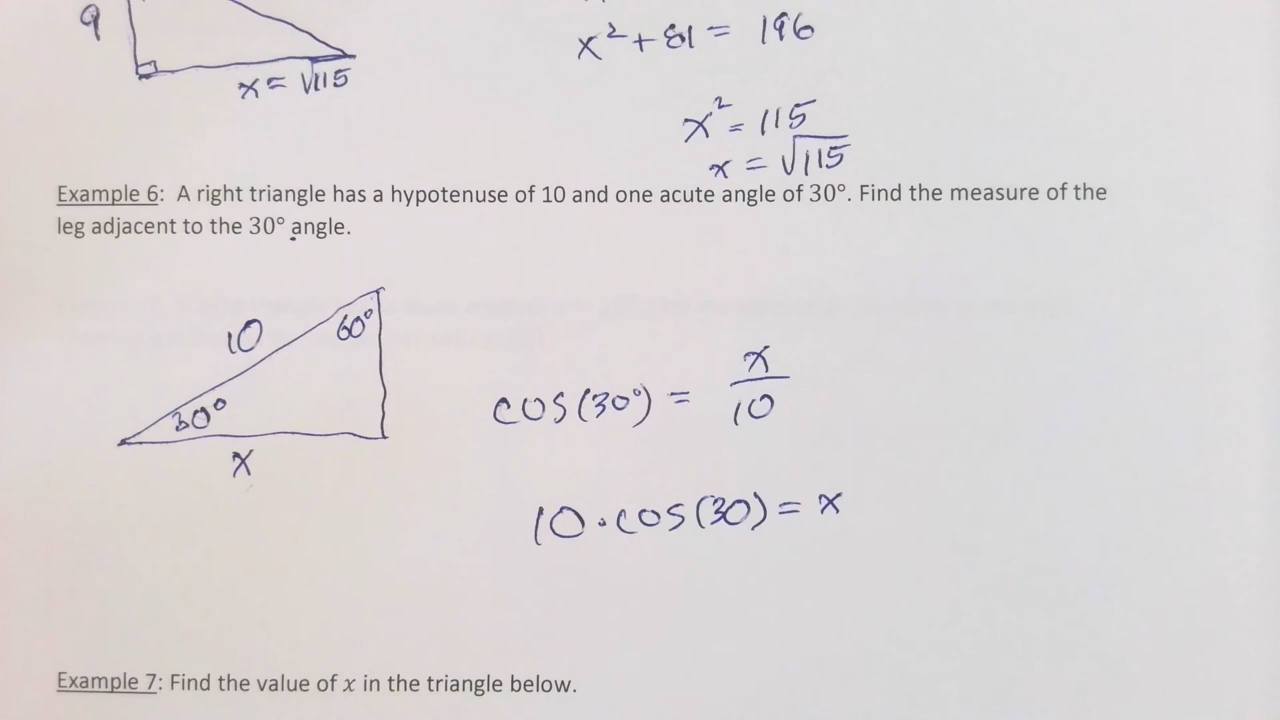 9
x = √115
x² + 81 = 196
x² = 115
x = √115
Example 6: A right triangle has a hypotenuse of 10 and one acute angle of 30°. Find the measure of the
leg adjacent to the 30° angle.
10
60°
30°
x
cos(30°) = x/10
10 · cos(30) = x
Example 7: Find the value of x in the triangle below.